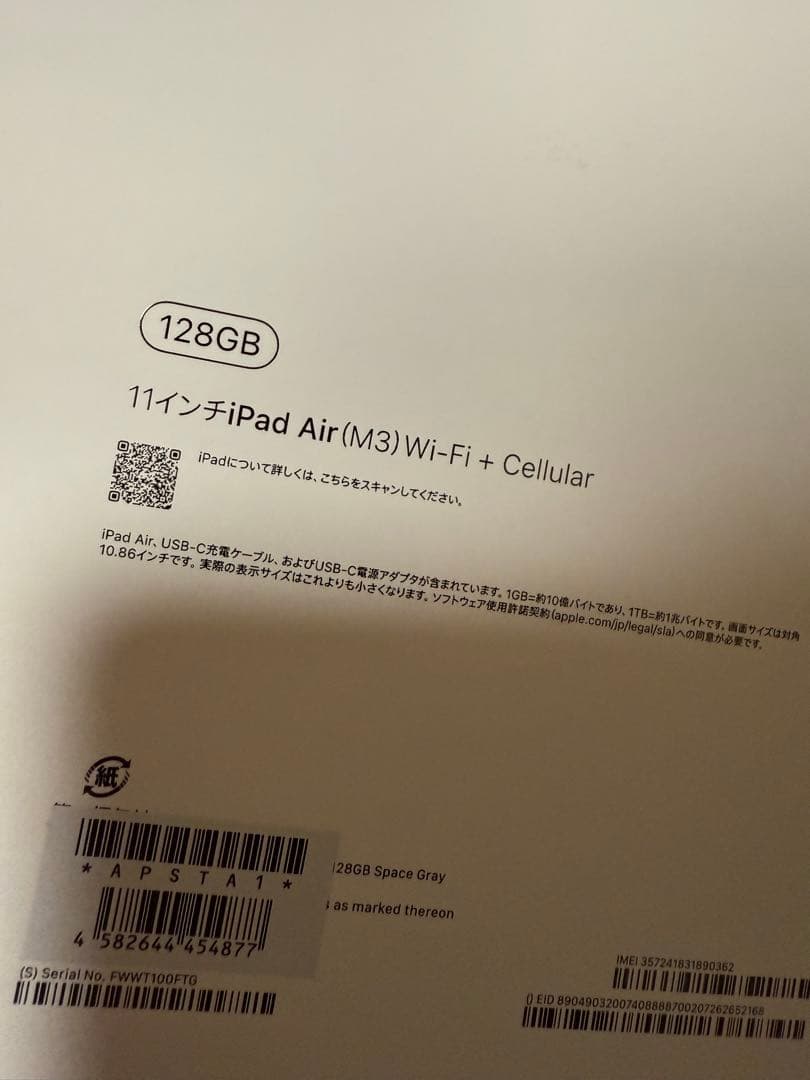 128GB
11インチiPad Air(M3)Wi-Fi + Cellular
iPadについて詳しくは、こちらをスキャンしてください。
iPad Air、USB-C充電ケーブル、およびUSB-C電源アダプタが含まれています。1GB=約10億バイトであり、1TB=約1兆バイトです。画面サイズは対角
10.86インチです。実際の表示サイズはこれよりも小さくなります。ソフトウェア使用許諾契約(apple.com/jp/legal/sla)への同意が必要です。
紙
128GB Space Gray
* A P S T A 1 *
as marked thereon
4 582644 454877
(S) Serial No. FWWT100FTG
IMEI 357241831890362
() EID 89049032007408888700207262652168